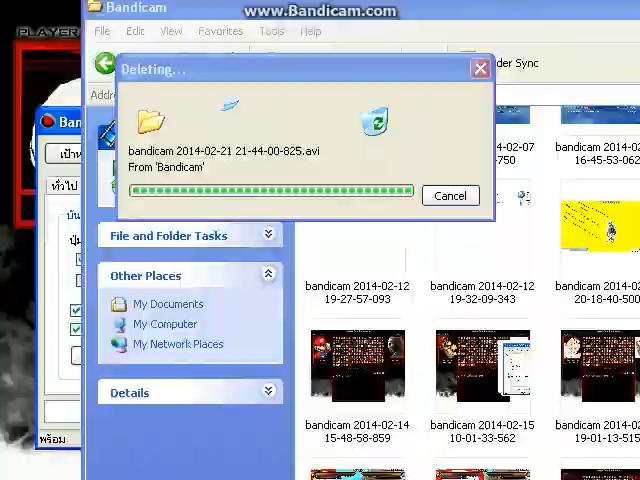 PLAYER
Bandicam
www.Bandicam.com
File Edit View Favorites Tools Help
der Sync
Addre
Deleting...
bandicam 2014-02-21 21-44-00-825.avi
From 'Bandicam'
Cancel
Ban
เป้าห
ทั่วไป
บัน
ปุ่ม
พร้อม
File and Folder Tasks
Other Places
My Documents
My Computer
My Network Places
Details
2014-02-07
-750
bandicam 2014-02
16-45-53-062
bandicam 2014-02-12
19-27-57-093
bandicam 2014-02-12
19-32-09-343
bandicam 2014-02
20-18-40-500
bandicam 2014-02-14
15-48-58-859
bandicam 2014-02-15
10-01-33-562
bandicam 2014-02
19-01-13-515